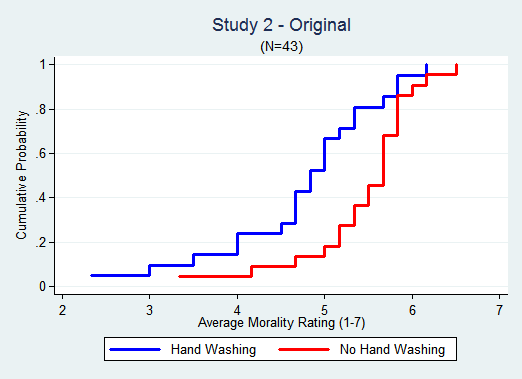 Study 2 - Original
(N=43)
Cumulative Probability
1
.8
.6
.4
.2
0
2 3 4 5 6 7
Average Morality Rating (1-7)
Hand Washing No Hand Washing